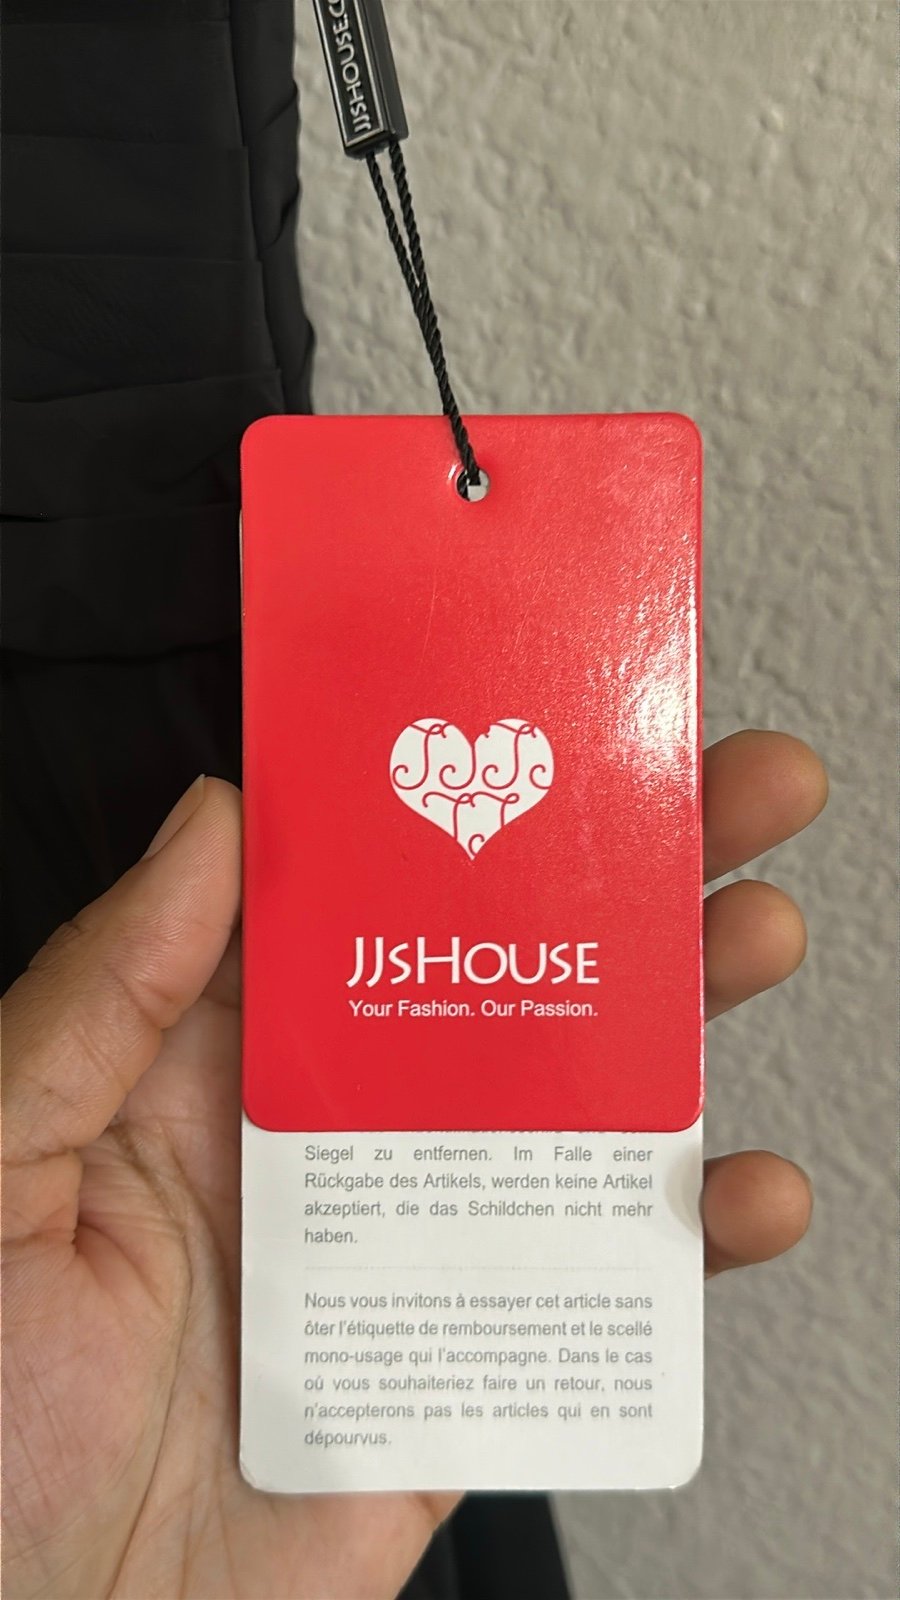 JJSHOUSE
JJSHOUSE
Your Fashion. Our Passion.
Siegel zu entfernen. Im Falle einer
Rückgabe des Artikels, werden keine Artikel
akzeptiert, die das Schildchen nicht mehr
haben.
Nous vous invitons à essayer cet article sans
ôter l'étiquette de remboursement et le scellé
mono-usage qui l'accompagne. Dans le cas
où vous souhaiteriez faire un retour, nous
n'accepterons pas les articles qui en sont
dépourvus.